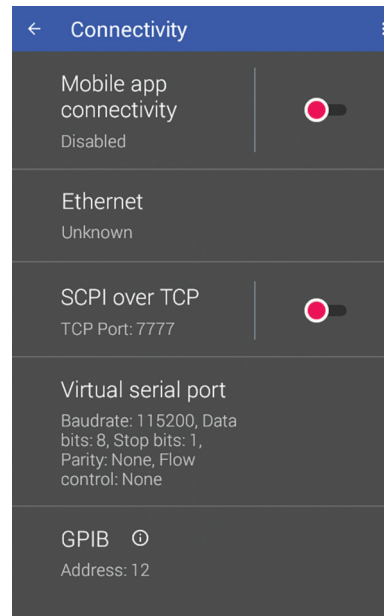 Connectivity
Mobile app
connectivity
Disabled
Ethernet
Unknown
SCPI over TCP
TCP Port: 7777
Virtual serial port
Baudrate: 115200, Data
bits: 8, Stop bits: 1,
Parity: None, Flow
control: None
GPIB
Address: 12